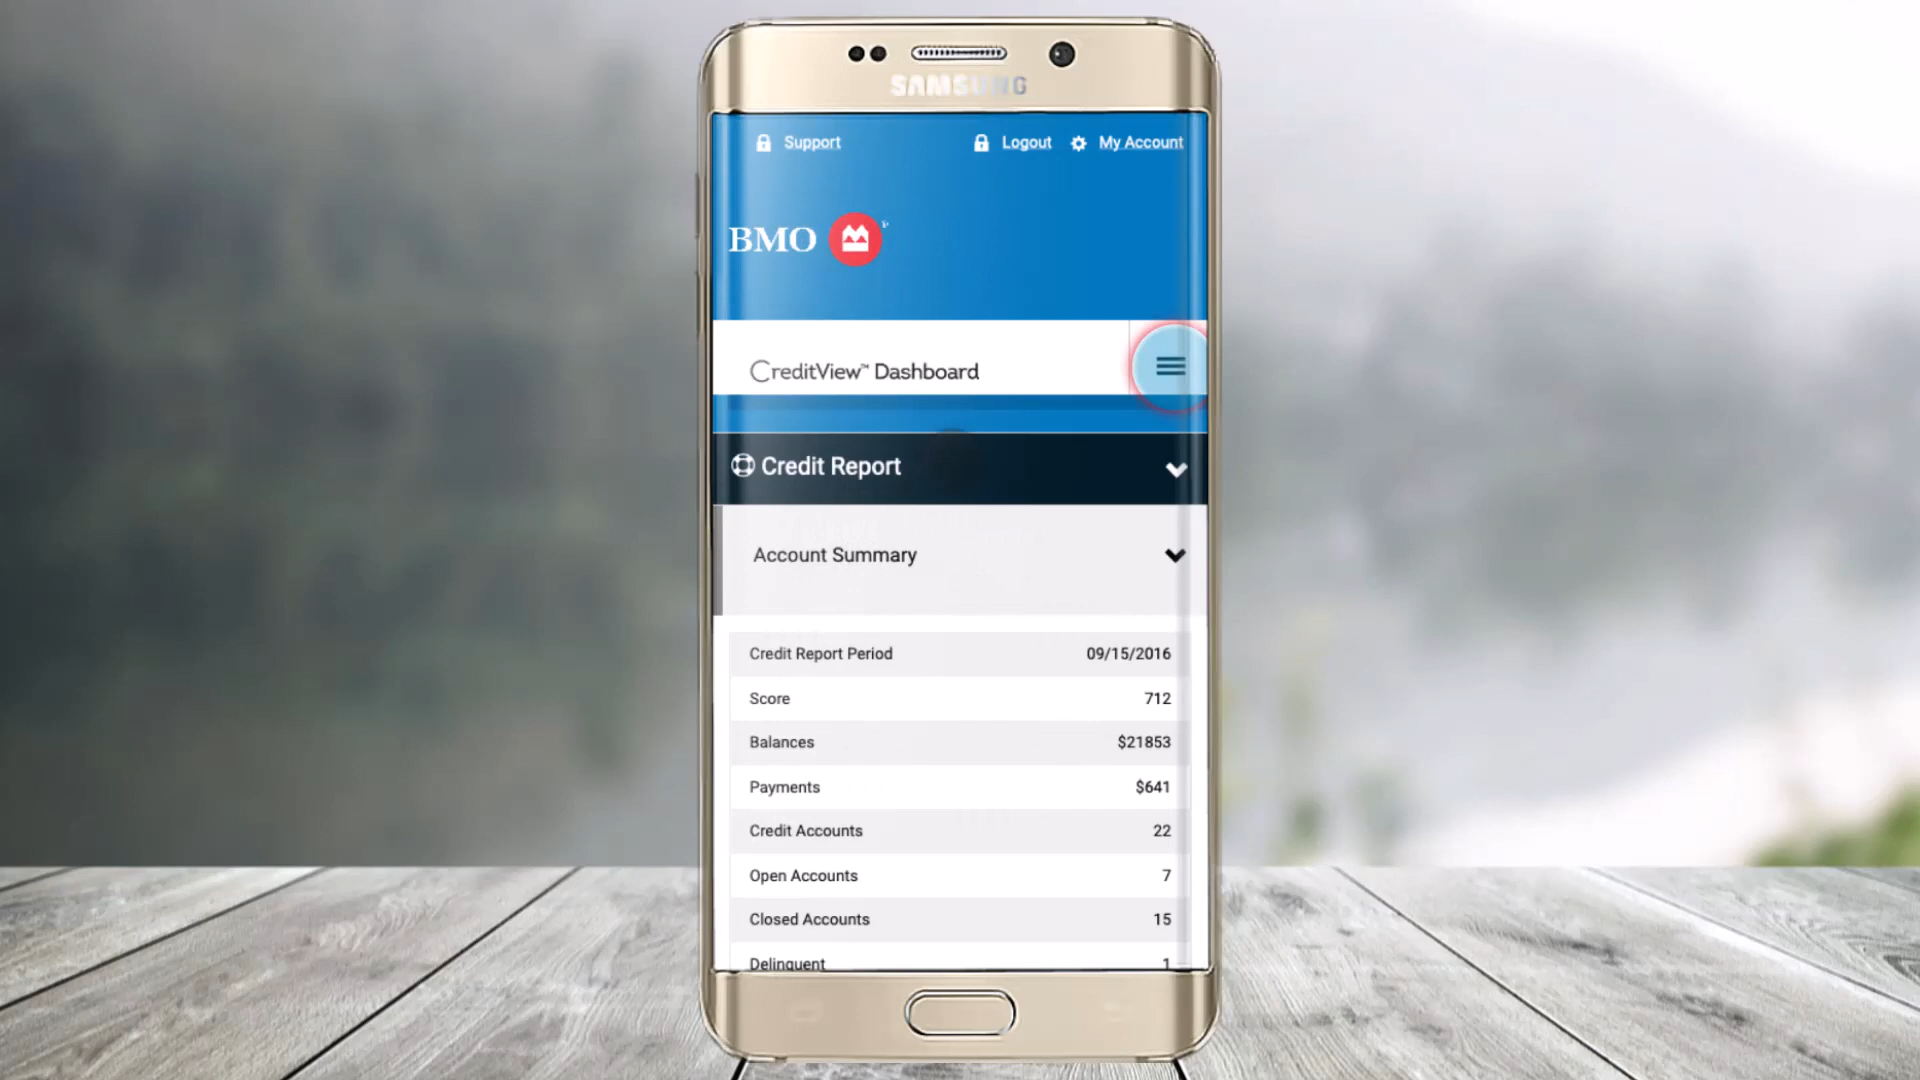 SAMSUNG
Support Logout My Account
BMO
CreditView™ Dashboard
Credit Report
Account Summary
Credit Report Period 09/15/2016
Score 712
Balances $21853
Payments $641
Credit Accounts 22
Open Accounts 7
Closed Accounts 15
Delinquent 1